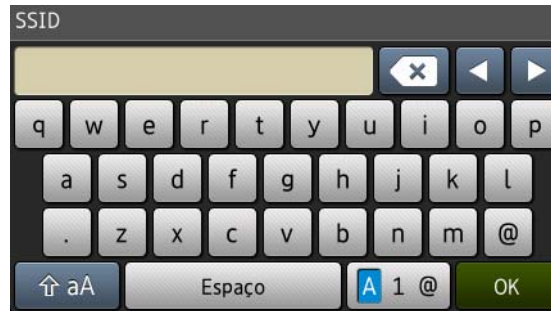 SSID
q w e r t y u i o p
a s d f g h j k l
. z x c v b n m @
aA Espaço A 1 @ OK